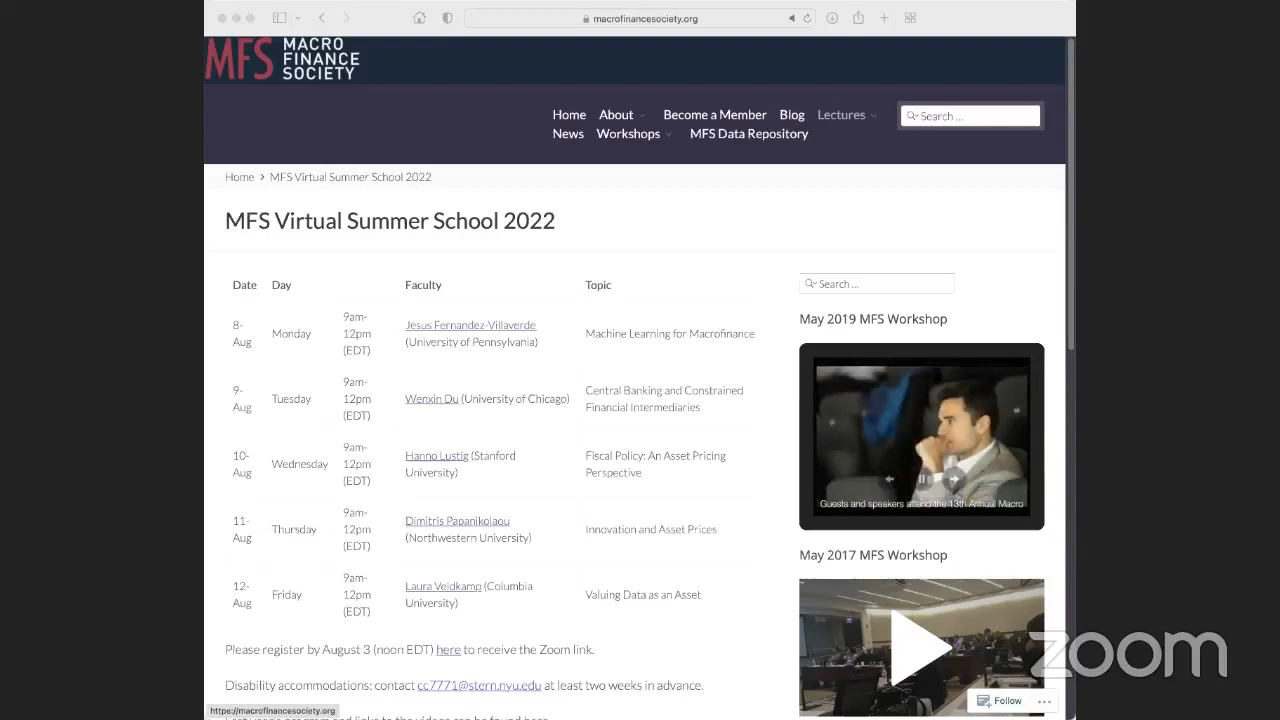 macrofinancesociety.org
MFS MACRO
FINANCE
SOCIETY
Home About Become a Member Blog Lectures
News Workshops MFS Data Repository
Search ...
Home > MFS Virtual Summer School 2022
MFS Virtual Summer School 2022
Date Day Faculty Topic
8-
Aug
Monday
9am-
12pm
(EDT)
Jesus Fernandez-Villaverde
(University of Pennsylvania)
Machine Learning for Macrofinance
9-
Aug
Tuesday
9am-
12pm
(EDT)
Wenxin Du (University of Chicago)
Central Banking and Constrained
Financial Intermediaries
10-
Aug
Wednesday
9am-
12pm
(EDT)
Hanno Lustig (Stanford
University)
Fiscal Policy: An Asset Pricing
Perspective
11-
Aug
Thursday
9am-
12pm
(EDT)
Dimitris Papanikolaou
(Northwestern University)
Innovation and Asset Prices
12-
Aug
Friday
9am-
12pm
(EDT)
Laura Veldkamp (Columbia
University)
Valuing Data as an Asset
Please register by August 3 (noon EDT) here to receive the Zoom link.
Disability accommodations: contact cc7771@stern.nyu.edu at least two weeks in advance.
Search ...
May 2019 MFS Workshop
Guests and speakers attend the 13th Annual Macro
May 2017 MFS Workshop
zoom
Follow
https://macrofinancesociety.org